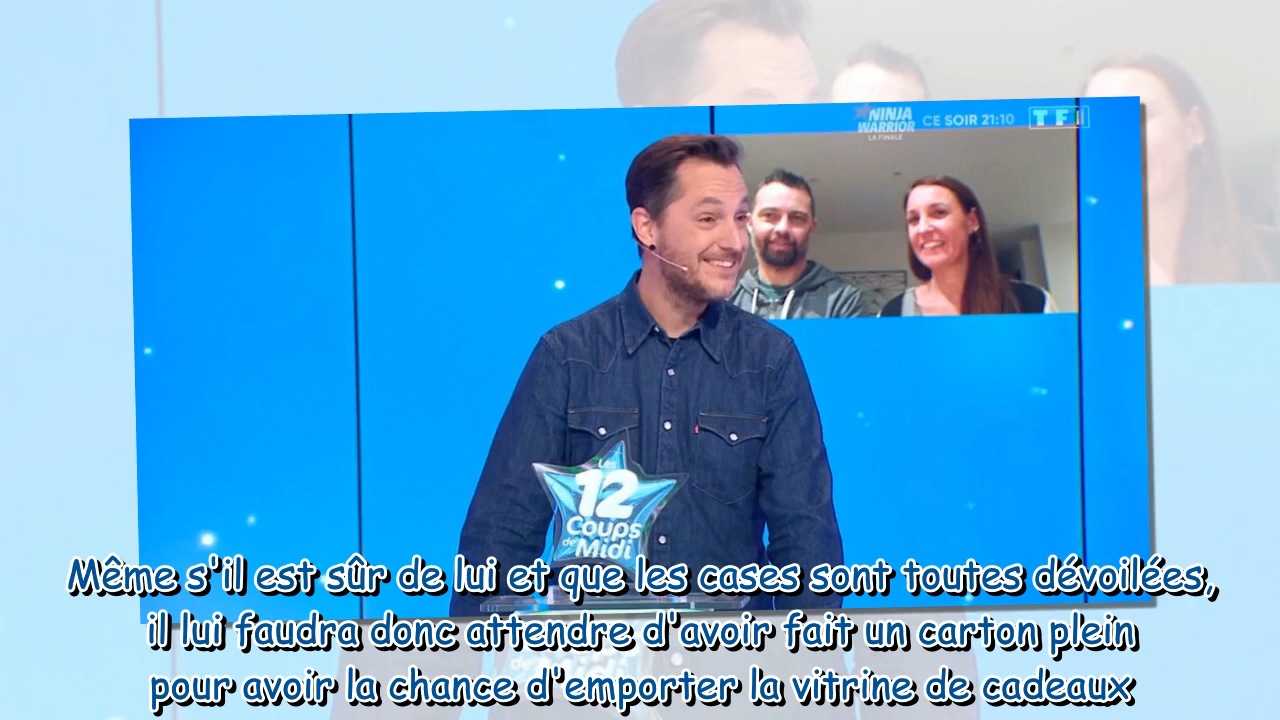 NINJA
WARRIOR
LA FINALE
CE SOIR 21:10
TF1
Les
12
Coups
de Midi
Même s'il est sûr de lui et que les cases sont toutes dévoilées,
il lui faudra donc attendre d'avoir fait un carton plein
pour avoir la chance d"emporter la vitrine de cadeaux